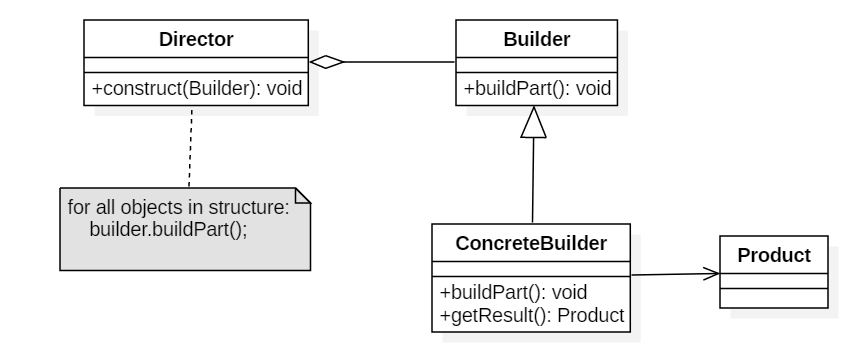 Director
+construct(Builder): void
Builder
+buildPart(): void
for all objects in structure:
builder.buildPart();
ConcreteBuilder
+buildPart(): void
+getResult(): Product
Product